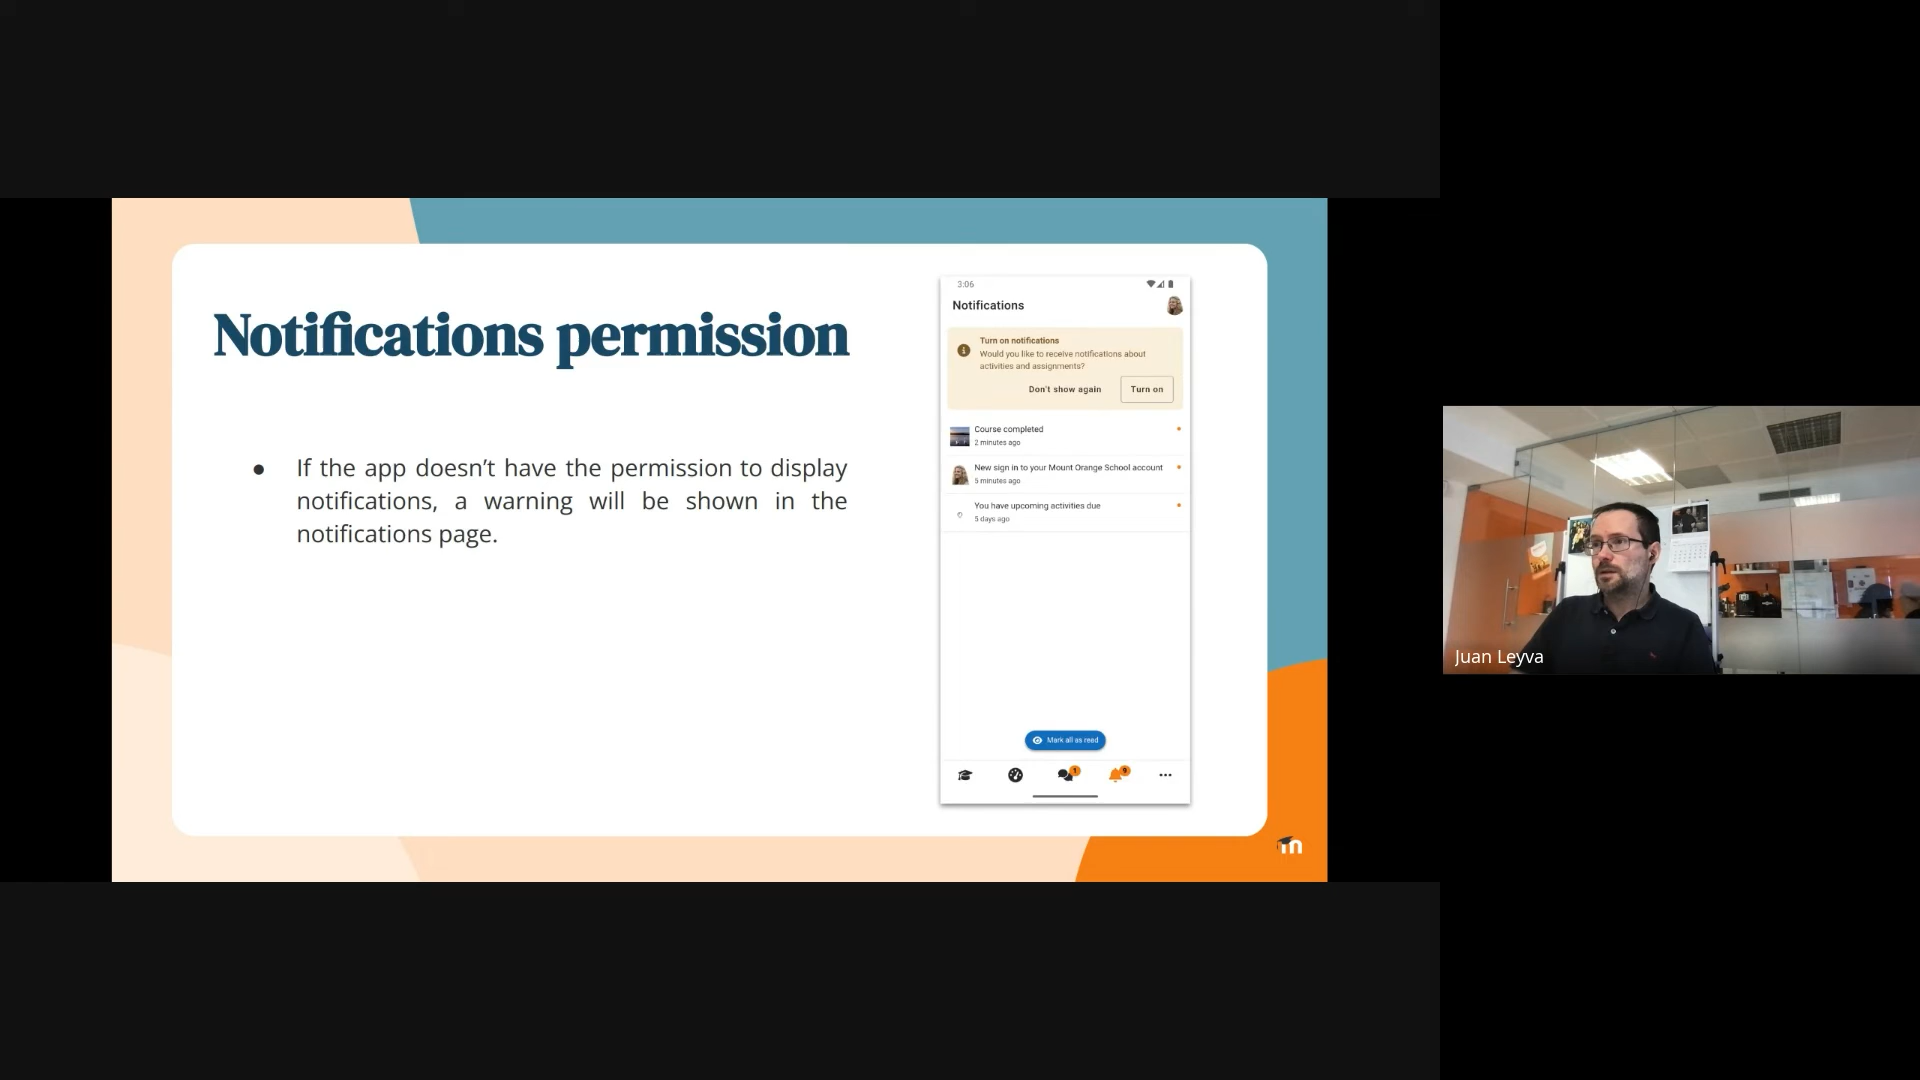 Notifications permission
● If the app doesn’t have the permission to display
notifications, a warning will be shown in the
notifications page.
3:06
Notifications
Turn on notifications
Would you like to receive notifications about
activities and assignments?
Don't show again
Turn on
Course completed
2 minutes ago
New sign in to your Mount Orange School account
5 minutes ago
You have upcoming activities due
5 days ago
Mark all as read
1
9
m
Juan Leyva